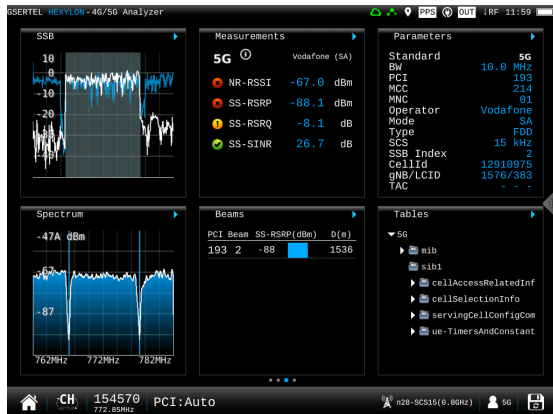 GSERTEL HEXYLON-4G/5G Analyzer PPS OUT RF 11:59
SSB
10
0
-10
-20
Measurements
5G Vodafone (SA)
NR-RSSI -67.0 dBm
SS-RSRP -88.1 dBm
SS-RSRQ -8.1 dB
SS-SINR 26.7 dB
Parameters
Standard 5G
BW 10.0 MHz
PCI 193
MCC 214
MNC 01
Operator Vodafone
Mode SA
Type FDD
SCS 15 kHz
SSB Index 2
CellId 12910975
gNB/LCID 1576/383
TAC - - -
Spectrum
-47A dBm
-67
-87
762MHz 772MHz 782MHz
Beams
PCI Beam SS-RSRP(dBm) D(m)
193 2 -88 1536
Tables
5G
mib
sib1
cellAccessRelatedInf
cellSelectionInfo
servingCellConfigCom
ue-TimersAndConstant
CH 154570 PCI:Auto
772.85MHz
n28-SCS15(0.8GHz) 5G